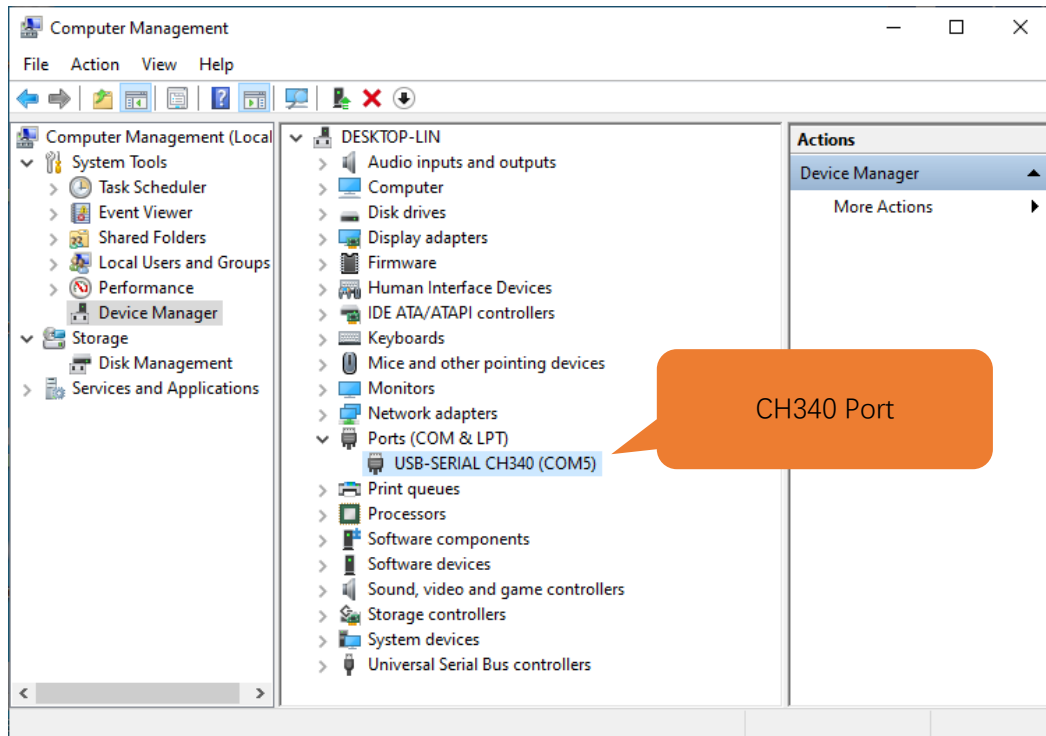 Computer Management
File Action View Help
Computer Management (Local
System Tools
Task Scheduler
Event Viewer
Shared Folders
Local Users and Groups
Performance
Device Manager
Storage
Disk Management
Services and Applications
DESKTOP-LIN
Audio inputs and outputs
Computer
Disk drives
Display adapters
Firmware
Human Interface Devices
IDE ATA/ATAPI controllers
Keyboards
Mice and other pointing devices
Monitors
Network adapters
Ports (COM & LPT)
USB-SERIAL CH340 (COM5)
Print queues
Processors
Software components
Software devices
Sound, video and game controllers
Storage controllers
System devices
Universal Serial Bus controllers
CH340 Port
Actions
Device Manager
More Actions